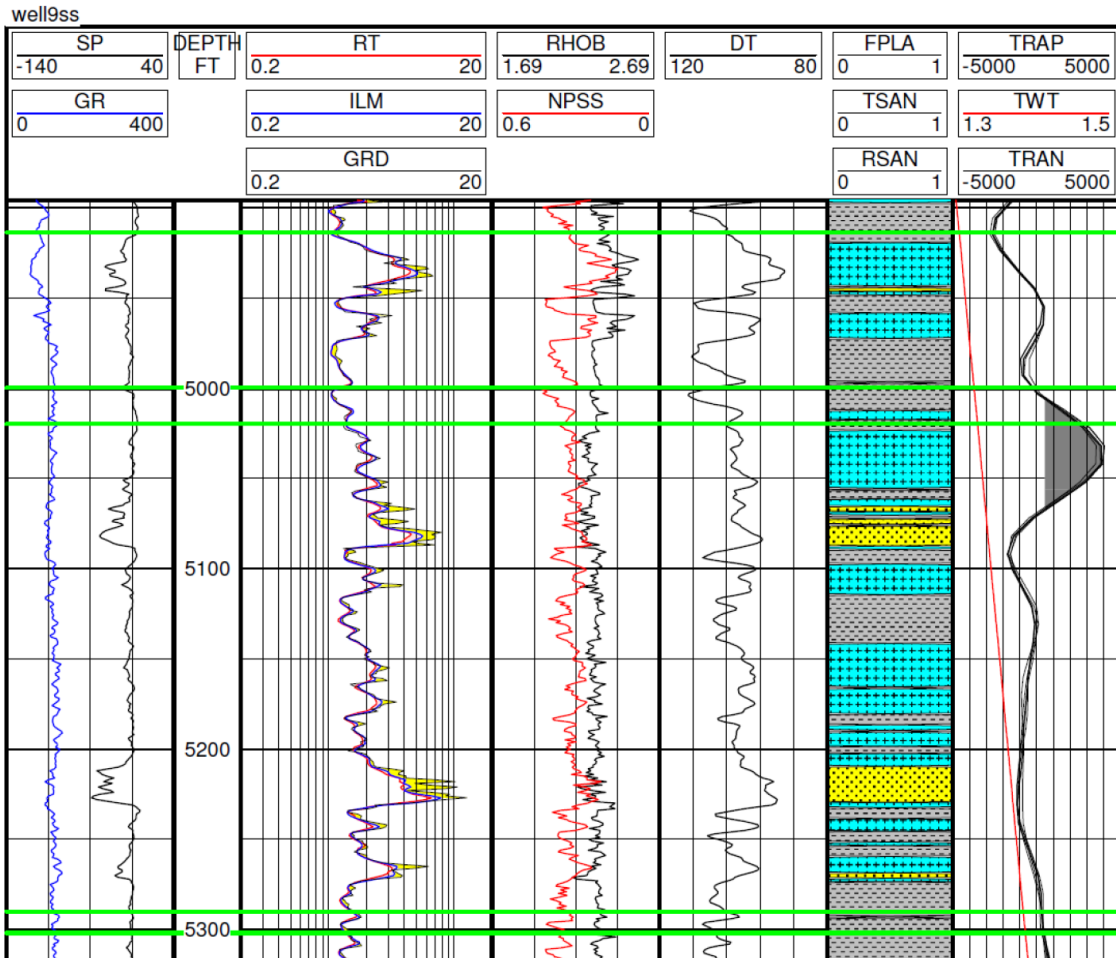 well9ss
SP DEPTH RT RHOB DT FPLA TRAP
-140 40 FT 0.2 20 1.69 2.69 120 80 0 1 -5000 5000
GR ILM NPSS TSAN TWT
0 400 0.2 20 0.6 0 0 1 1.3 1.5
GRD RSAN TRAN
0.2 20 0 1 -5000 5000
5000
5100
5200
5300